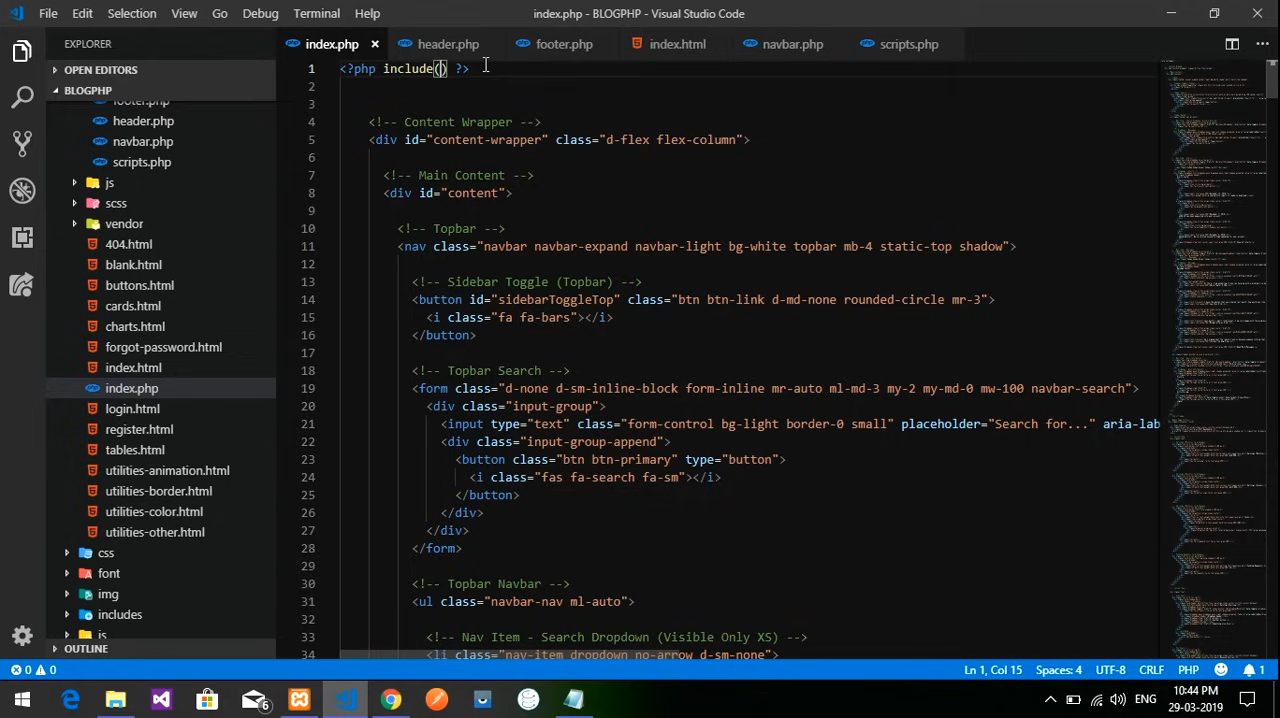 File Edit Selection View Go Debug Terminal Help
index.php - BLOGPHP - Visual Studio Code
EXPLORER
OPEN EDITORS
BLOGPHP
footer.php
header.php
navbar.php
scripts.php
js
scss
vendor
404.html
blank.html
buttons.html
cards.html
charts.html
forgot-password.html
index.html
index.php
login.html
register.html
tables.html
utilities-animation.html
utilities-border.html
utilities-color.html
utilities-other.html
css
font
img
includes
js
OUTLINE
index.php header.php footer.php index.html navbar.php scripts.php
1 <?php include() ?>
2
3
4 <!-- Content Wrapper -->
5 <div id="content-wrapper" class="d-flex flex-column">
6
7 <!-- Main Content -->
8 <div id="content">
9
10 <!-- Topbar -->
11 <nav class="navbar navbar-expand navbar-light bg-white topbar mb-4 static-top shadow">
12
13 <!-- Sidebar Toggle (Topbar) -->
14 <button id="sidebarToggleTop" class="btn btn-link d-md-none rounded-circle mr-3">
15 <i class="fa fa-bars"></i>
16 </button>
17
18 <!-- Topbar Search -->
19 <form class= d-sm-inline-block form-inline mr-auto ml-md-3 my-2 my-md-0 mw-100 navbar-search">
20 <div class="input-group">
21 <input type="text" class="form-control bg-light border-0 small" placeholder="Search for..." aria-lab
22 <div class="input-group-append">
23 <button class="btn btn-primary" type="button">
24 <i class="fas fa-search fa-sm"></i>
25 </button>
26 </div>
27 </div>
28 </form>
29
30 <!-- Topbar Navbar -->
31 <ul class="navbar-nav ml-auto">
32
33 <!-- Nav Item - Search Dropdown (Visible Only XS) -->
34 <li class="nav-item dropdown no-arrow d-sm-none">
0 0
Ln 1, Col 15 Spaces: 4 UTF-8 CRLF PHP 1
6
ENG
10:44 PM
29-03-2019